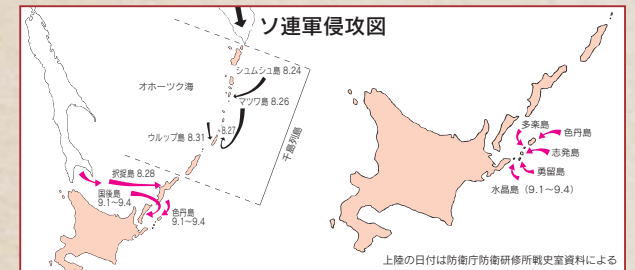 ソ連軍侵攻図
シュムシュ島 8.24
オホーツク海
マツワ島 8.26
8.27
ウルップ島 8.31
千島列島
択捉島 8.28
国後島
9.1~9.4
色丹島
9.1~9.4
多楽島
色丹島
志発島
勇留島
水晶島（9.1~9.4）
上陸の日付は防衛庁防衛研修所戦史室資料による